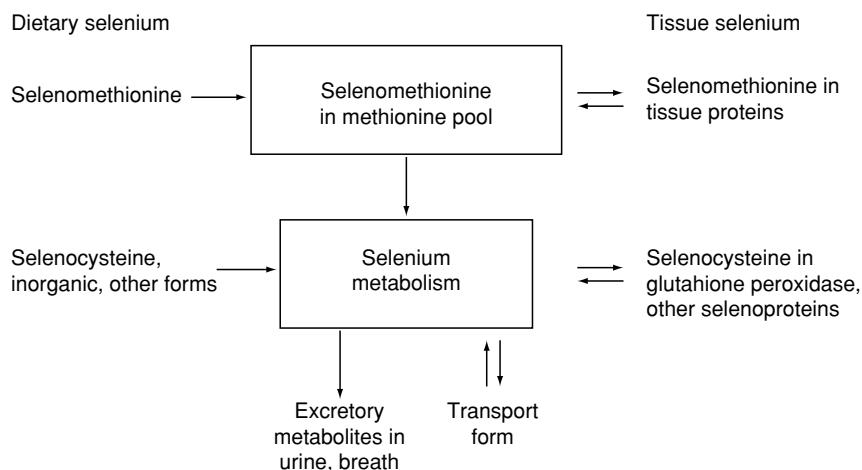 Dietary selenium
Tissue selenium
Selenomethionine
Selenomethionine
in methionine pool
Selenomethionine in
tissue proteins
Selenocysteine,
inorganic, other forms
Selenium
metabolism
Selenocysteine in
glutahione peroxidase,
other selenoproteins
Excretory
metabolites in
urine, breath
Transport
form